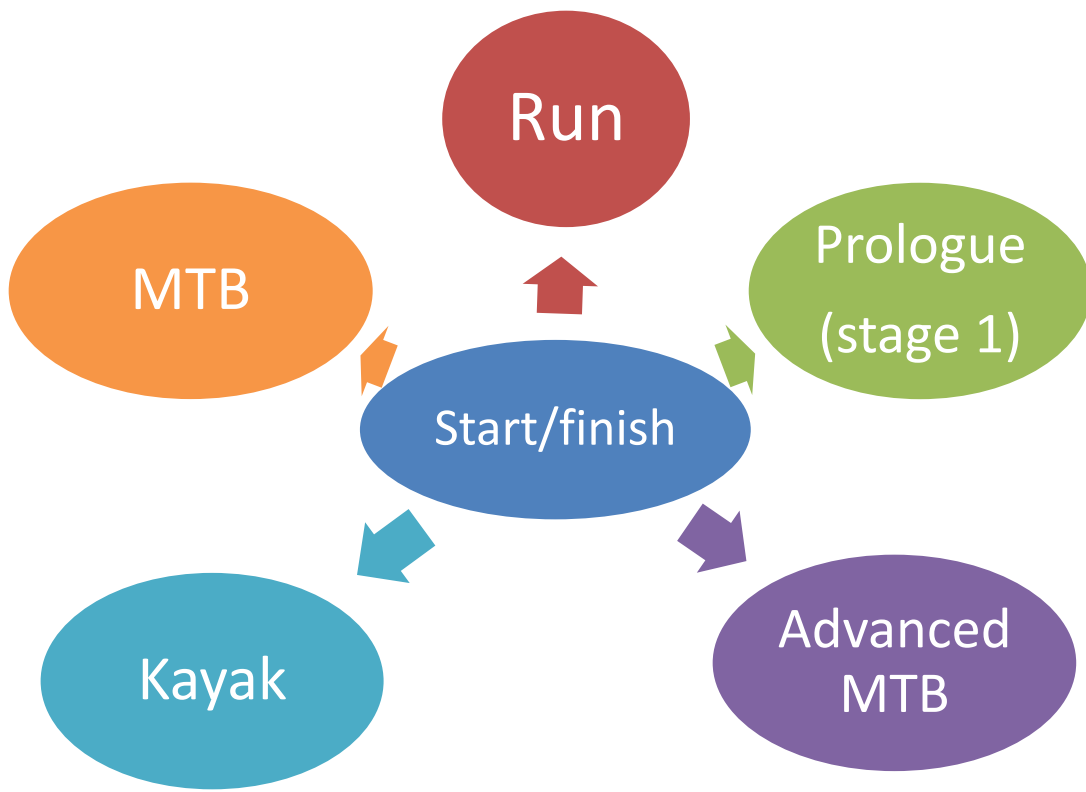 Run
MTB
Prologue
(stage 1)
Start/finish
Kayak
Advanced
MTB